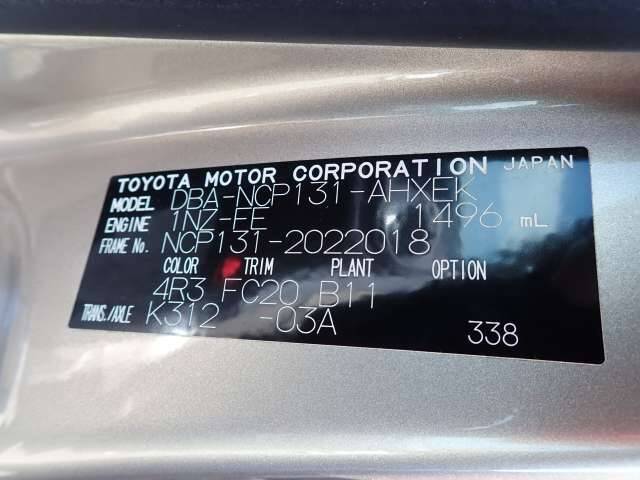 TOYOTA MOTOR CORPORATION JAPAN
MODEL DBA-NCP131-AHXEK
ENGINE 1NZ-FE 1496 mL
FRAME No. NCP131-2022018
COLOR TRIM PLANT OPTION
4R3 FC20 B11
TRANS./AXLE K312 -03A 338